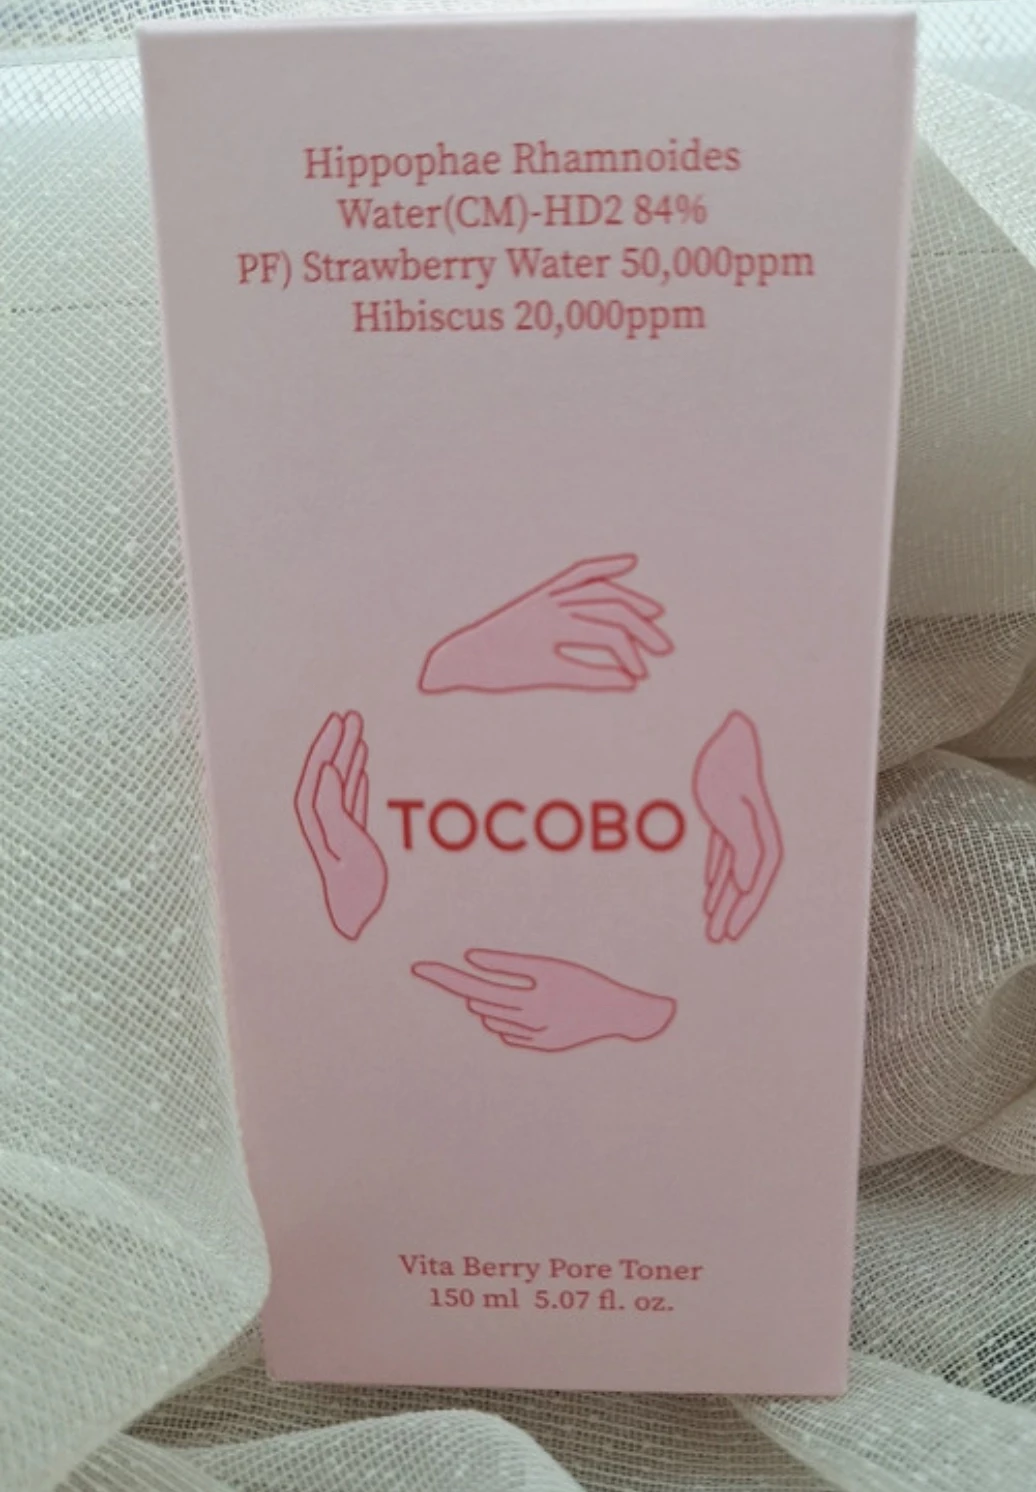 Hippophae Rhamnoides
Water(CM)-HD2 84%
PF) Strawberry Water 50,000ppm
Hibiscus 20,000ppm
TOCOBO
Vita Berry Pore Toner
150 ml 5.07 fl. oz.